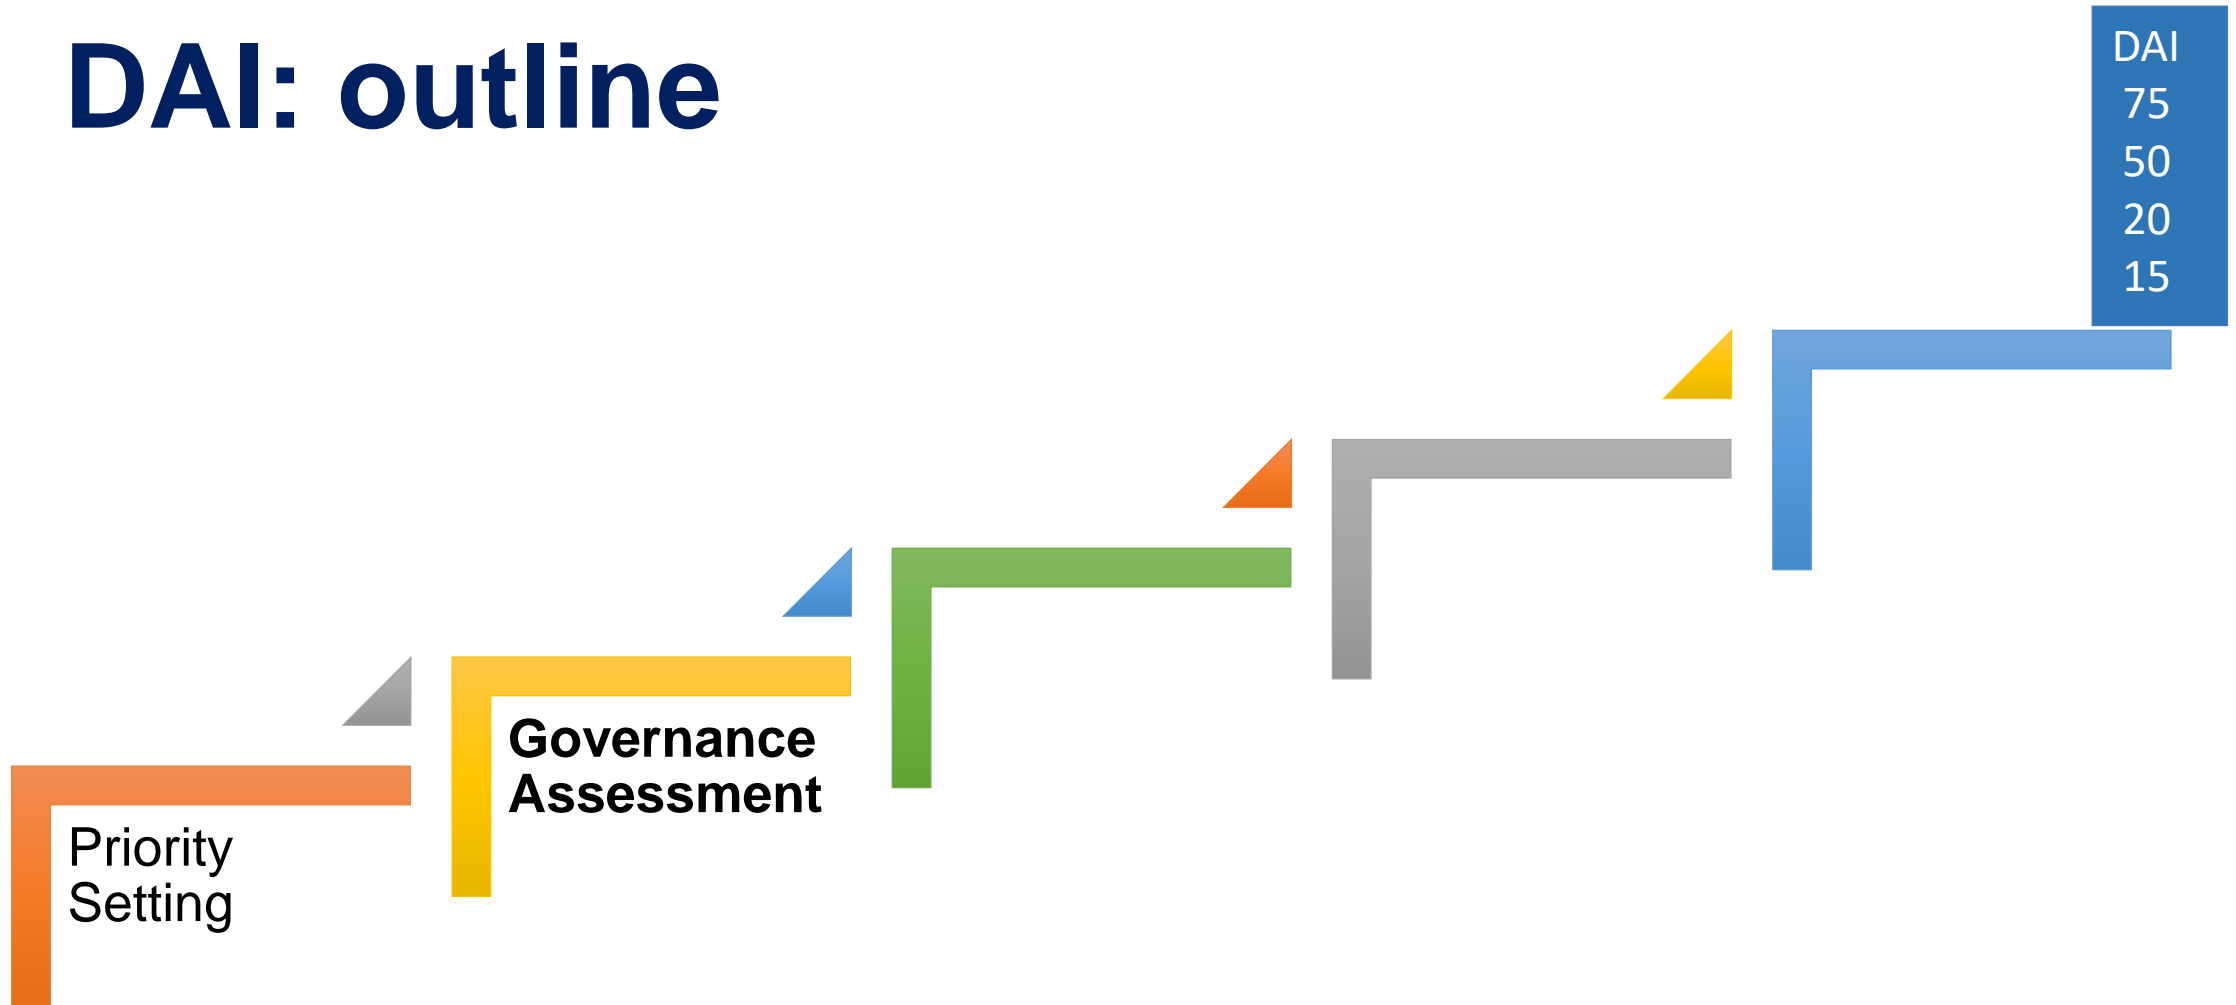 DAI: outline
DAI
75
50
20
15
Governance
Assessment
Priority
Setting